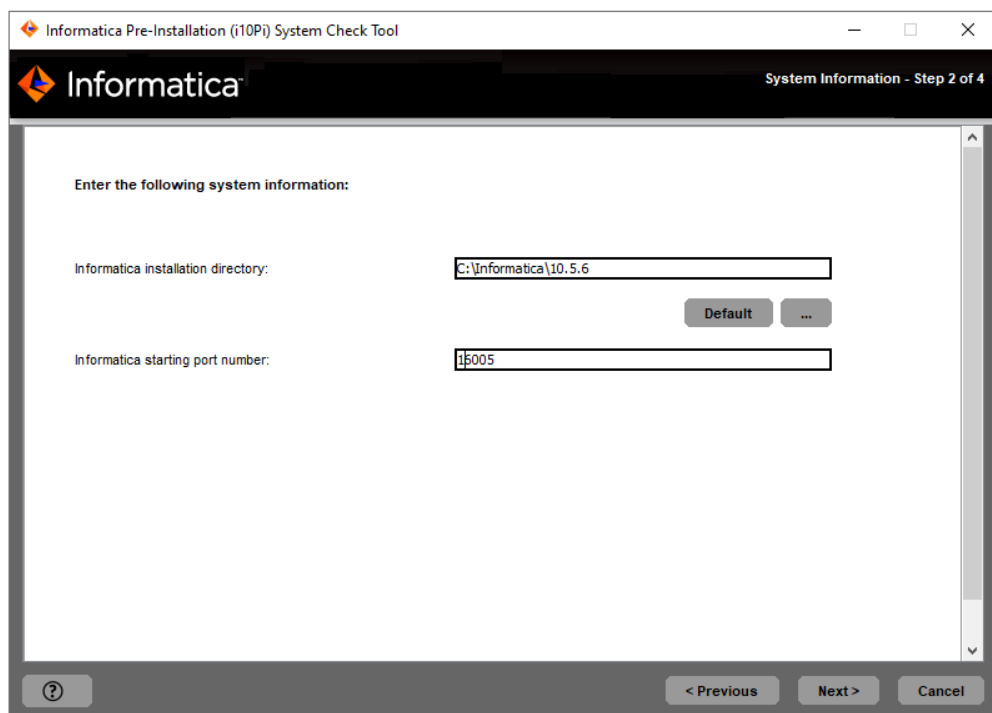 Informatica Pre-Installation (i10Pi) System Check Tool
Informatica
System Information - Step 2 of 4
Enter the following system information:
Informatica installation directory:
C:\Informatica\10.5.6
Default
...
Informatica starting port number:
16005
?
< Previous
Next >
Cancel